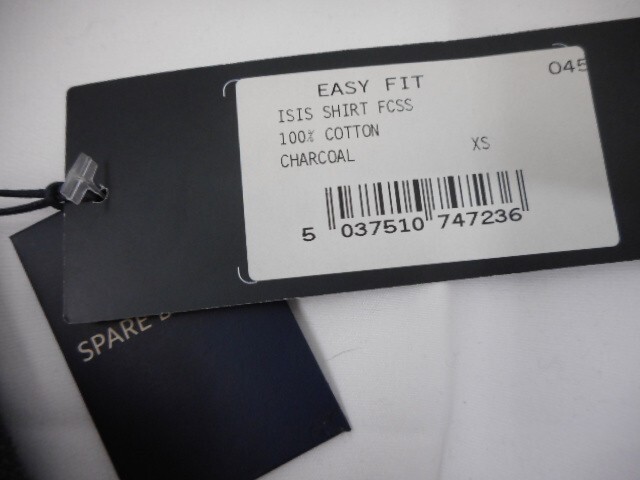 EASY FIT
045
ISIS SHIRT FCSS
100% COTTON
CHARCOAL XS
5 037510 747236
SPARE